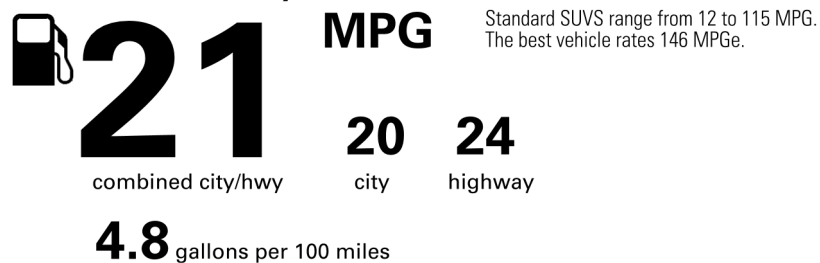 21
MPG
Standard SUVS range from 12 to 115 MPG.
The best vehicle rates 146 MPGe.
20
24
combined city/hwy
city
highway
4.8 gallons per 100 miles